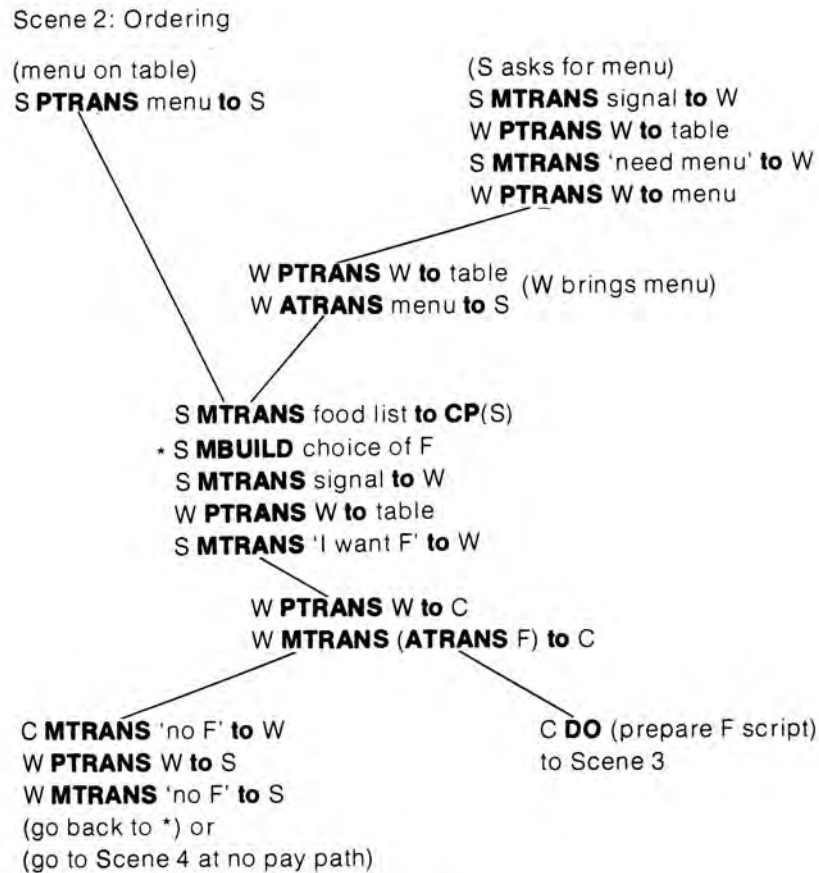 Scene 2: Ordering
(menu on table)
S PTRANS menu to S
(S asks for menu)
S MTRANS signal to W
W PTRANS W to table
S MTRANS 'need menu' to W
W PTRANS W to menu
W PTRANS W to table
W ATRANS menu to S
(W brings menu)
S MTRANS food list to CP(S)
* S MBUILD choice of F
S MTRANS signal to W
W PTRANS W to table
S MTRANS 'I want F' to W
W PTRANS W to C
W MTRANS (ATRANS F) to C
C MTRANS 'no F' to W
W PTRANS W to S
W MTRANS 'no F' to S
(go back to *) or
(go to Scene 4 at no pay path)
C DO (prepare F script)
to Scene 3